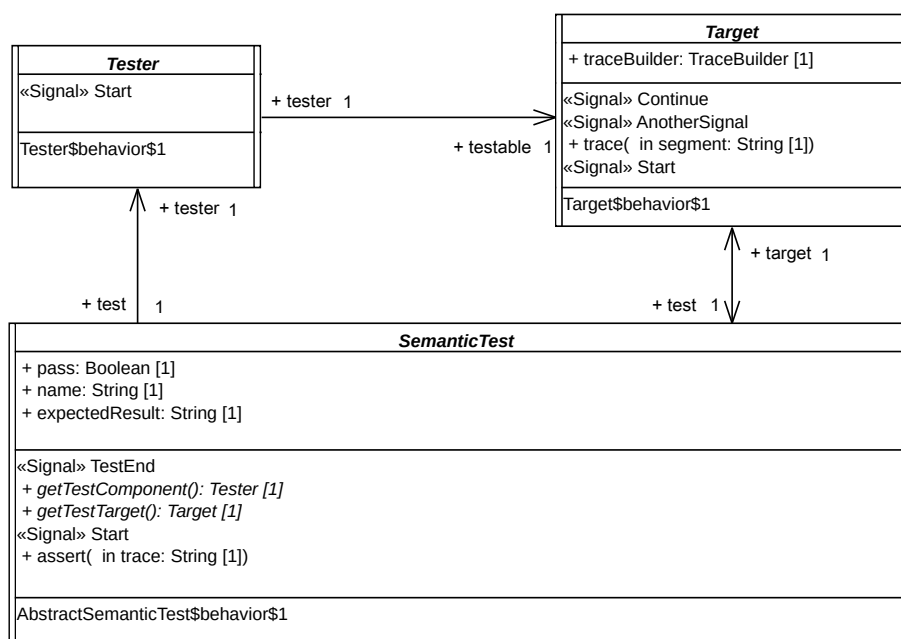 Tester
«Signal» Start
Tester$behavior$1
+ tester 1
+ testable 1
Target
+ traceBuilder: TraceBuilder [1]
«Signal» Continue
«Signal» AnotherSignal
+ trace(  in segment: String [1])
«Signal» Start
Target$behavior$1
+ tester 1
+ target 1
+ test 1
+ test 1
SemanticTest
+ pass: Boolean [1]
+ name: String [1]
+ expectedResult: String [1]
«Signal» TestEnd
+ getTestComponent(): Tester [1]
+ getTestTarget(): Target [1]
«Signal» Start
+ assert(  in trace: String [1])
AbstractSemanticTest$behavior$1